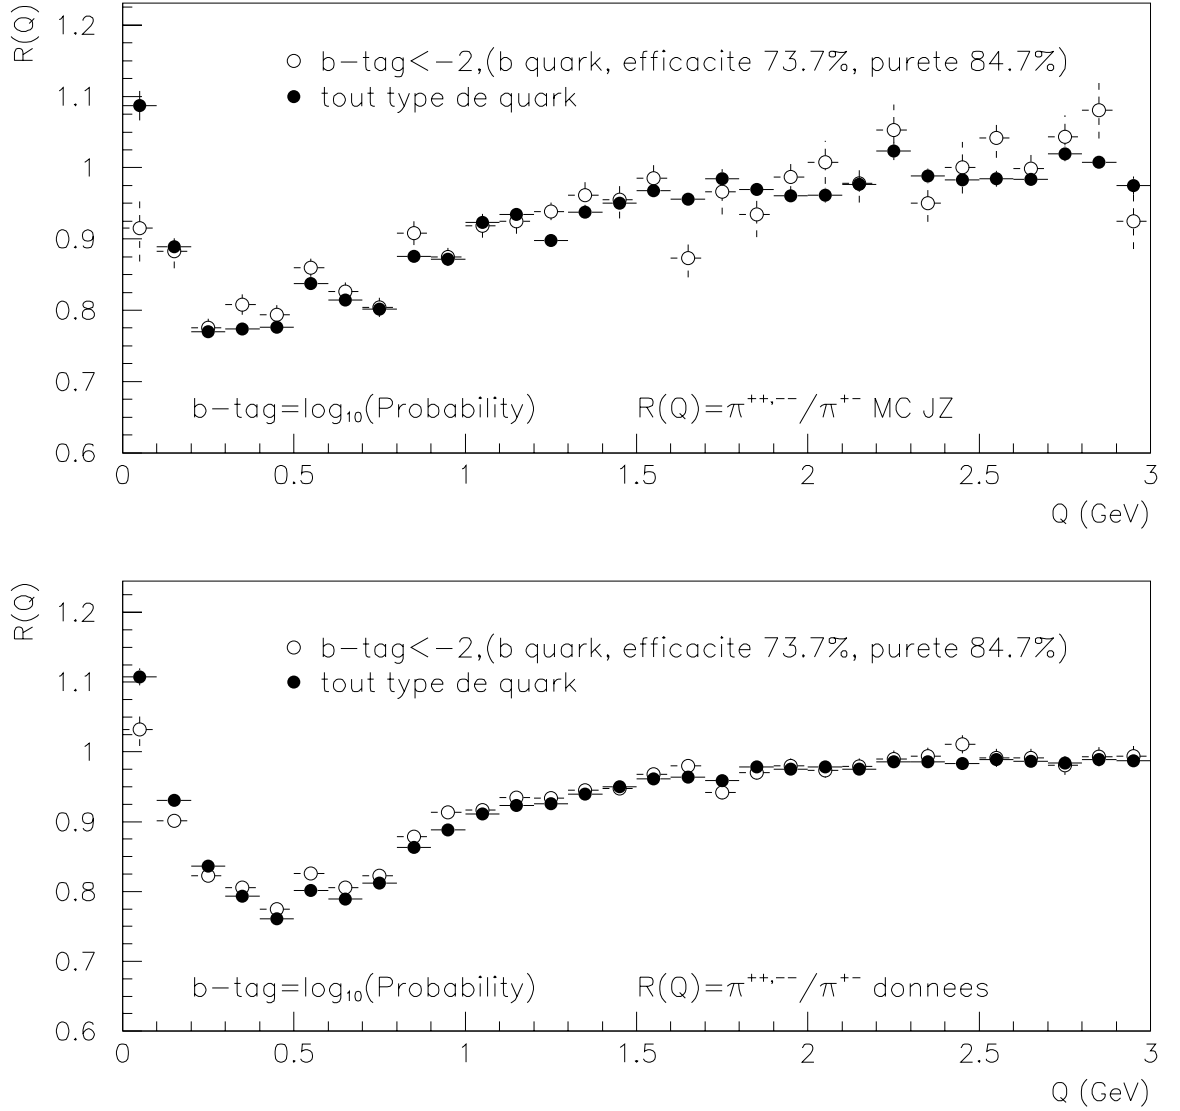 R(Q)
1.2
b-tag<-2,(b quark, efficacite 73.7%, purete 84.7%)
tout type de quark
1.1
1
0.9
0.8
0.7
b-tag=log₁₀(Probability)
R(Q)=π⁺⁺,⁻⁻/π⁺⁻ MC JZ
0.6
0 0.5 1 1.5 2 2.5 3
Q (GeV)
R(Q)
1.2
b-tag<-2,(b quark, efficacite 73.7%, purete 84.7%)
tout type de quark
1.1
1
0.9
0.8
0.7
b-tag=log₁₀(Probability)
R(Q)=π⁺⁺,⁻⁻/π⁺⁻ donnees
0.6
0 0.5 1 1.5 2 2.5 3
Q (GeV)